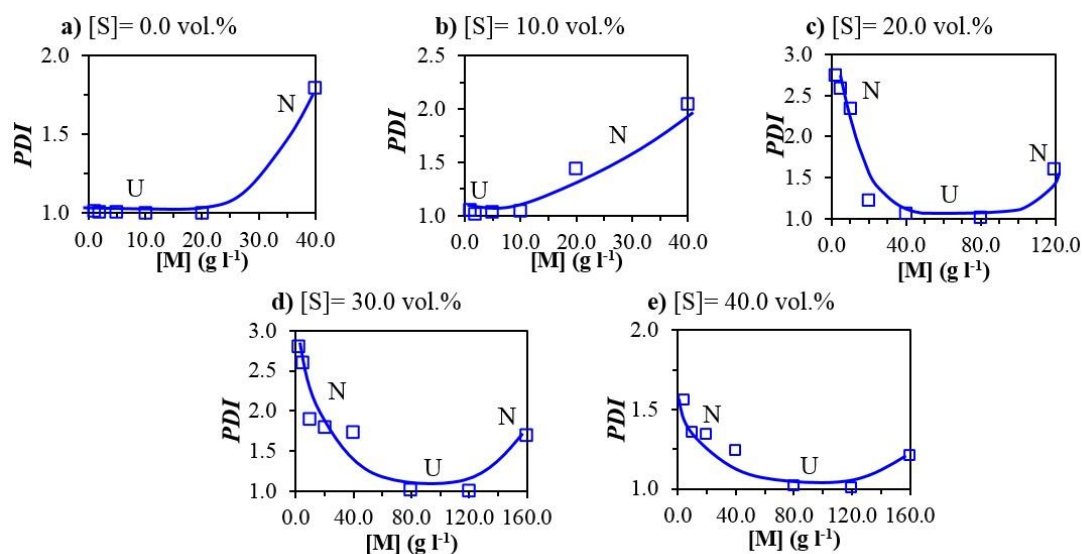 a) [S]= 0.0 vol.%
2.0
1.5
1.0
PDI
U
N
0.0 10.0 20.0 30.0 40.0
[M] (g l⁻¹)
b) [S]= 10.0 vol.%
2.5
2.0
1.5
1.0
PDI
U
N
0.0 10.0 20.0 30.0 40.0
[M] (g l⁻¹)
c) [S]= 20.0 vol.%
3.0
2.5
2.0
1.5
1.0
PDI
N
U
N
0.0 40.0 80.0 120.0
[M] (g l⁻¹)
d) [S]= 30.0 vol.%
3.0
2.5
2.0
1.5
1.0
PDI
N
U
N
0.0 40.0 80.0 120.0 160.0
[M] (g l⁻¹)
e) [S]= 40.0 vol.%
2.0
1.5
1.0
PDI
N
U
0.0 40.0 80.0 120.0 160.0
[M] (g l⁻¹)